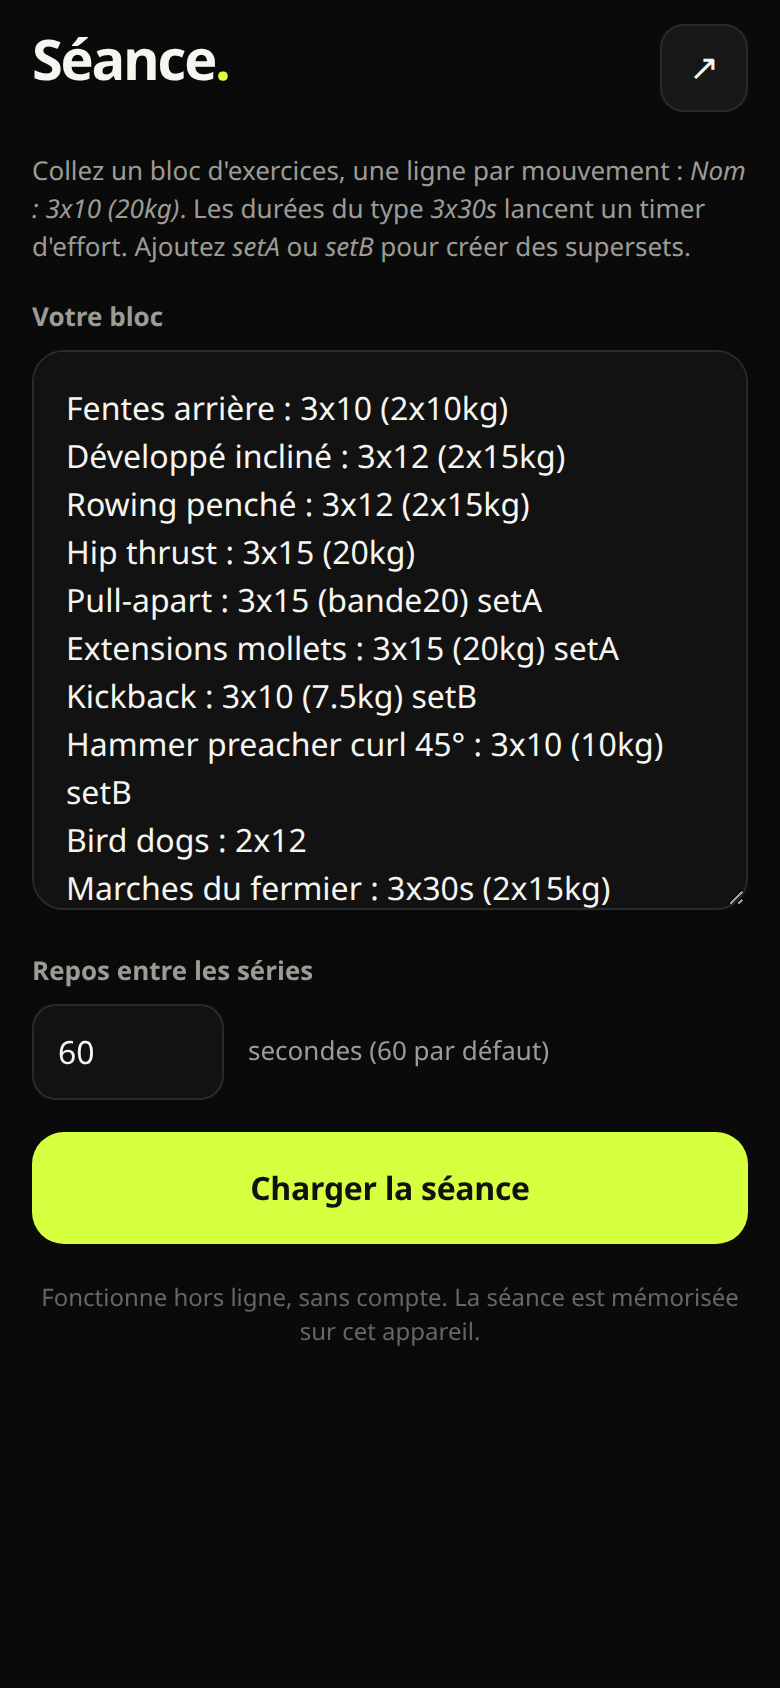 Séance.
↗
Collez un bloc d'exercices, une ligne par mouvement : Nom
: 3x10 (20kg). Les durées du type 3x30s lancent un timer
d'effort. Ajoutez setA ou setB pour créer des supersets.
Votre bloc
Fentes arrière : 3x10 (2x10kg)
Développé incliné : 3x12 (2x15kg)
Rowing penché : 3x12 (2x15kg)
Hip thrust : 3x15 (20kg)
Pull-apart : 3x15 (bande20) setA
Extensions mollets : 3x15 (20kg) setA
Kickback : 3x10 (7.5kg) setB
Hammer preacher curl 45° : 3x10 (10kg)
setB
Bird dogs : 2x12
Marches du fermier : 3x30s (2x15kg)
Repos entre les séries
60
secondes (60 par défaut)
Charger la séance
Fonctionne hors ligne, sans compte. La séance est mémorisée
sur cet appareil.